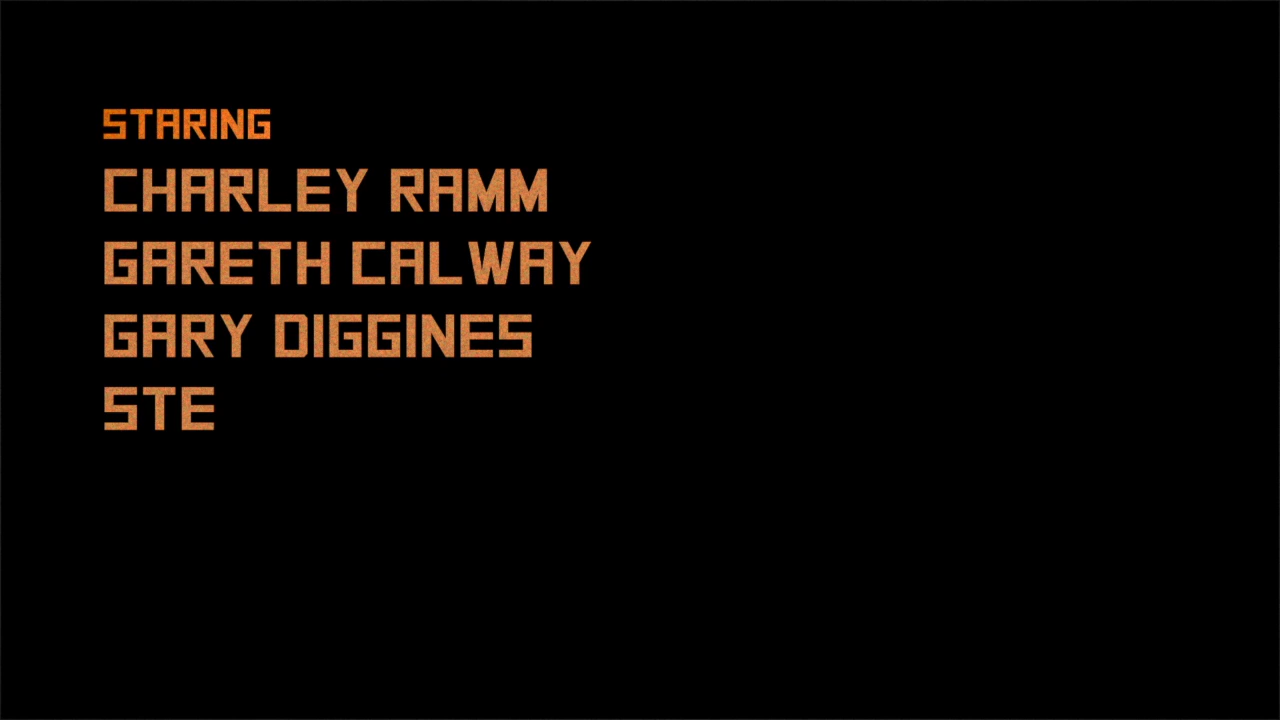 STARING
CHARLEY RAMM
GARETH CALWAY
GARY DIGGINES
STE